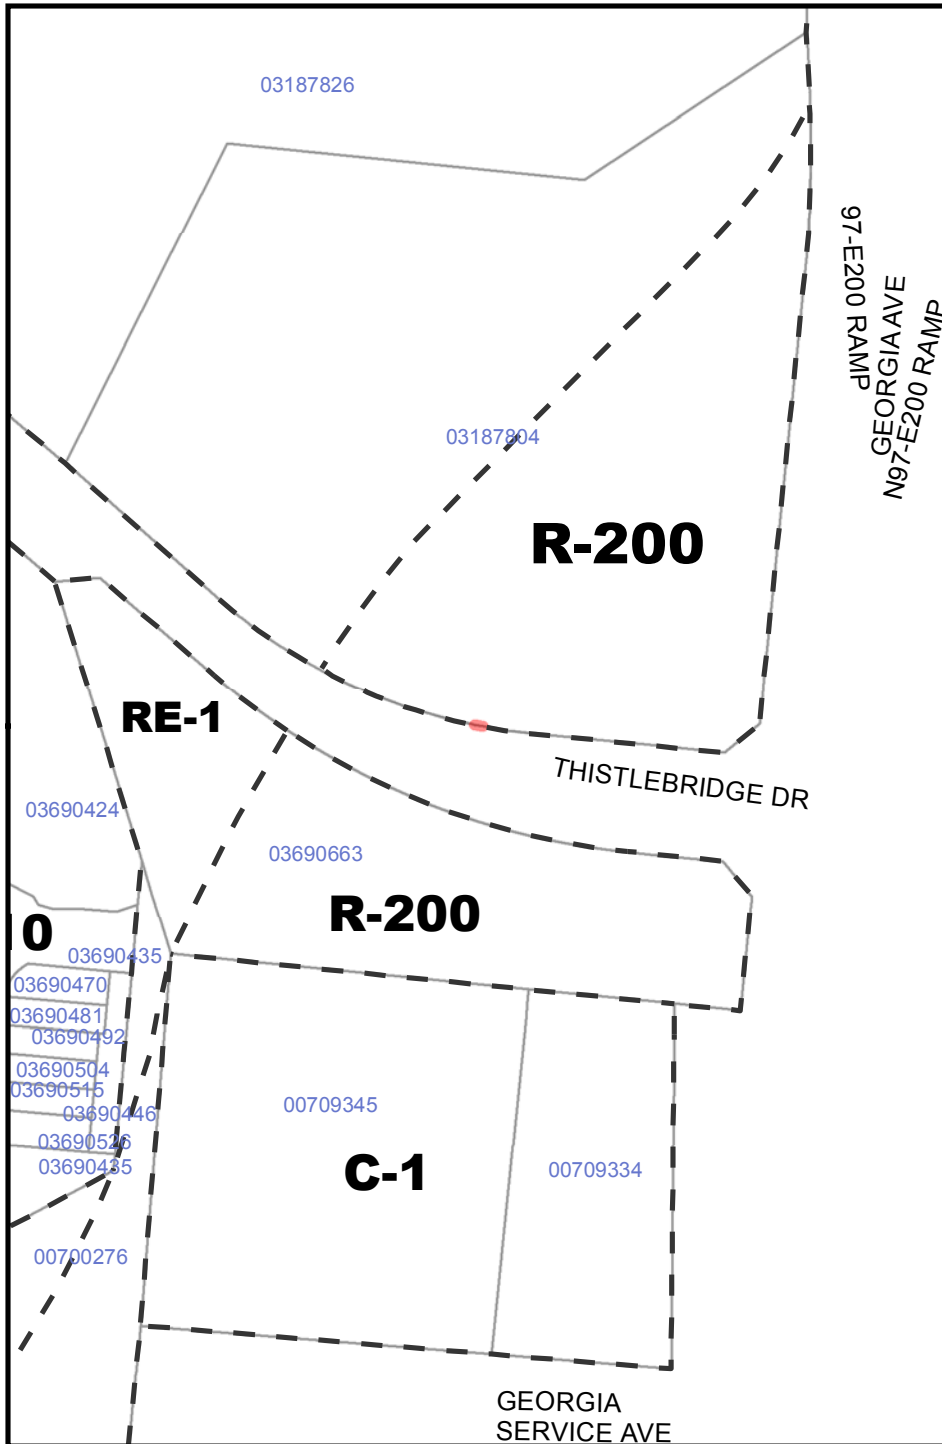 03187826
97-E200 RAMP
GEORGIA AVE
N97-E200 RAMP
03187804
R-200
RE-1
THISTLEBRIDGE DR
03690424
03690663
R-200
10
03690435
03690470
03690481
03690492
03690504
03690515
03690446
03690526
03690435
00709345
C-1
00709334
00700276
GEORGIA
SERVICE AVE